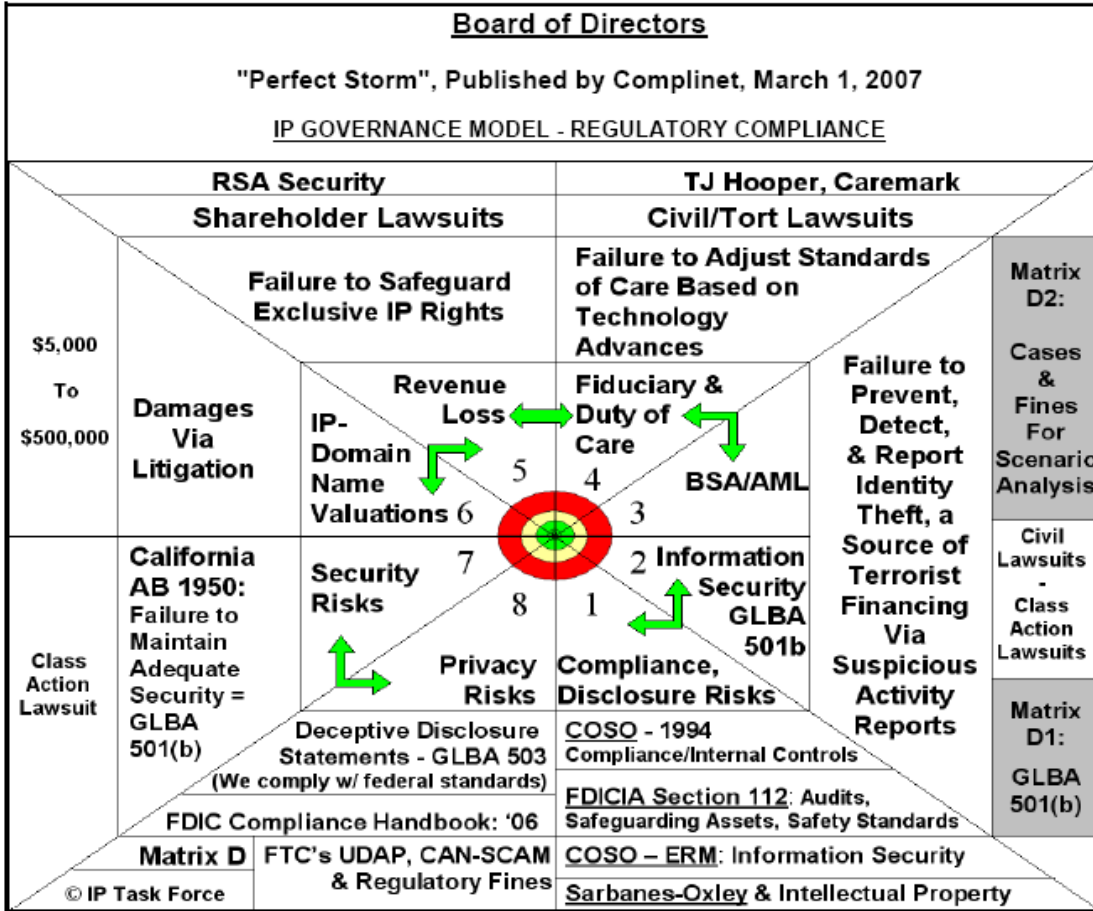 Board of Directors
"Perfect Storm", Published by Complinet, March 1, 2007
IP GOVERNANCE MODEL - REGULATORY COMPLIANCE
RSA Security
TJ Hooper, Caremark
Shareholder Lawsuits
Civil/Tort Lawsuits
Failure to Safeguard
Exclusive IP Rights
Failure to Adjust Standards
of Care Based on
Technology
Advances
$5,000
To
$500,000
Damages
Via
Litigation
Revenue
Loss
Fiduciary &
Duty of
Care
IP-
Domain
Name
Valuations
BSA/AML
5
4
6
3
7
2
8
1
Failure to
Prevent,
Detect,
& Report
Identity
Theft, a
Source of
Terrorist
Financing
Via
Suspicious
Activity
Reports
Matrix
D2:
Cases
&
Fines
For
Scenario
Analysis
Civil
Lawsuits
-
Class
Action
Lawsuits
Matrix
D1:
GLBA
501(b)
Class
Action
Lawsuit
California
AB 1950:
Failure to
Maintain
Adequate
Security =
GLBA
501(b)
Security
Risks
Information
Security
GLBA
501b
Privacy
Risks
Compliance,
Disclosure Risks
Deceptive Disclosure
Statements - GLBA 503
(We comply w/ federal standards)
COSO - 1994
Compliance/Internal Controls
FDICIA Section 112: Audits,
Safeguarding Assets, Safety Standards
FDIC Compliance Handbook: '06
Matrix D
FTC's UDAP, CAN-SCAM
& Regulatory Fines
COSO – ERM: Information Security
© IP Task Force
Sarbanes-Oxley & Intellectual Property